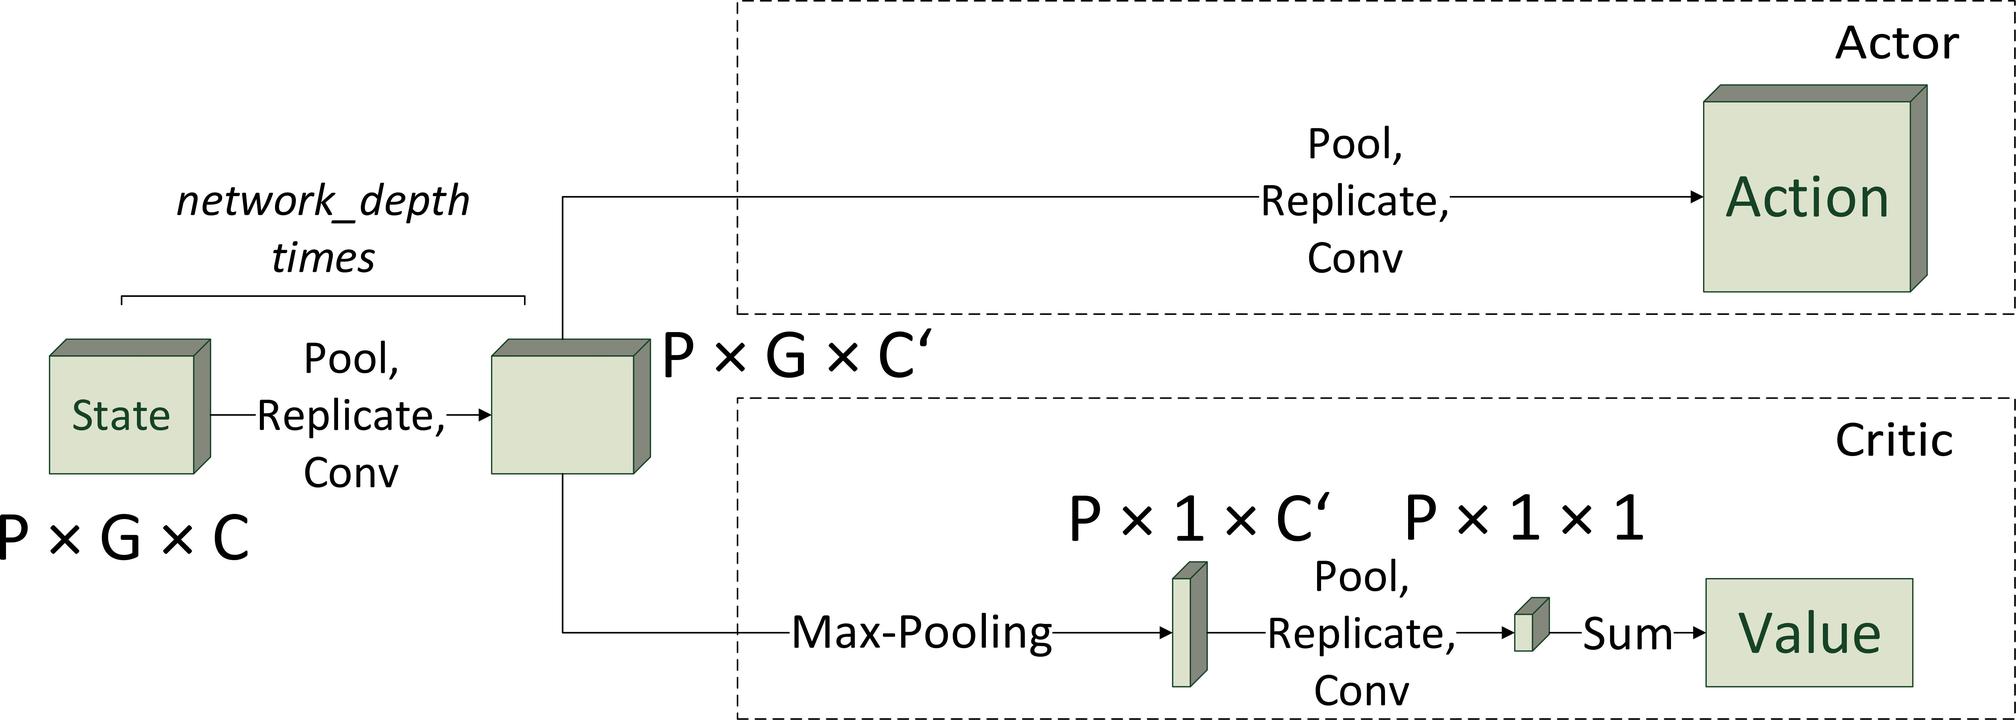 Actor
Pool,
Replicate,
Conv
Action
network_depth
times
State
Pool,
Replicate,
Conv
P × G × C‘
P × G × C
Critic
P × 1 × C‘
P × 1 × 1
Max-Pooling
Pool,
Replicate,
Conv
Sum
Value